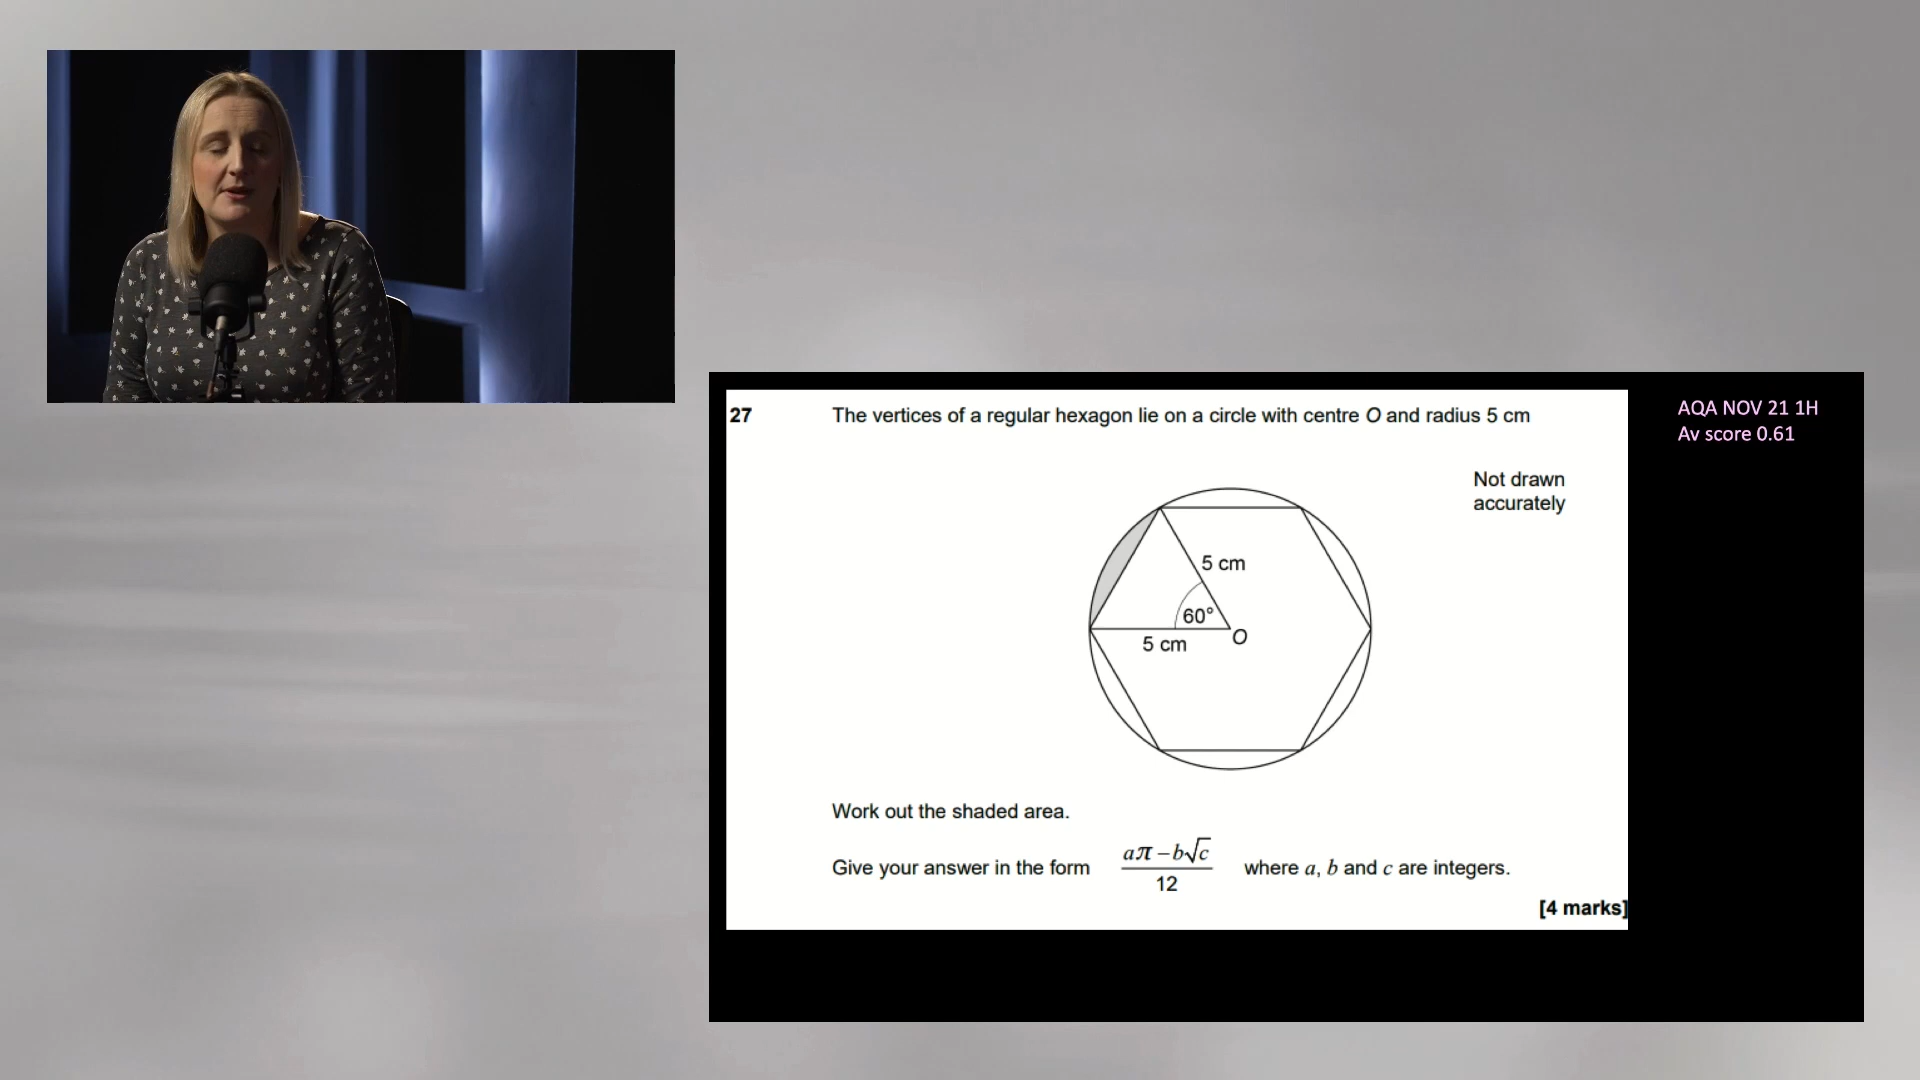 AQA NOV 21 1H
Av score 0.61
27 The vertices of a regular hexagon lie on a circle with centre O and radius 5 cm
Not drawn
accurately
5 cm
60°
5 cm
O
Work out the shaded area.
Give your answer in the form (aπ – b√c)/12 where a, b and c are integers.
[4 marks]